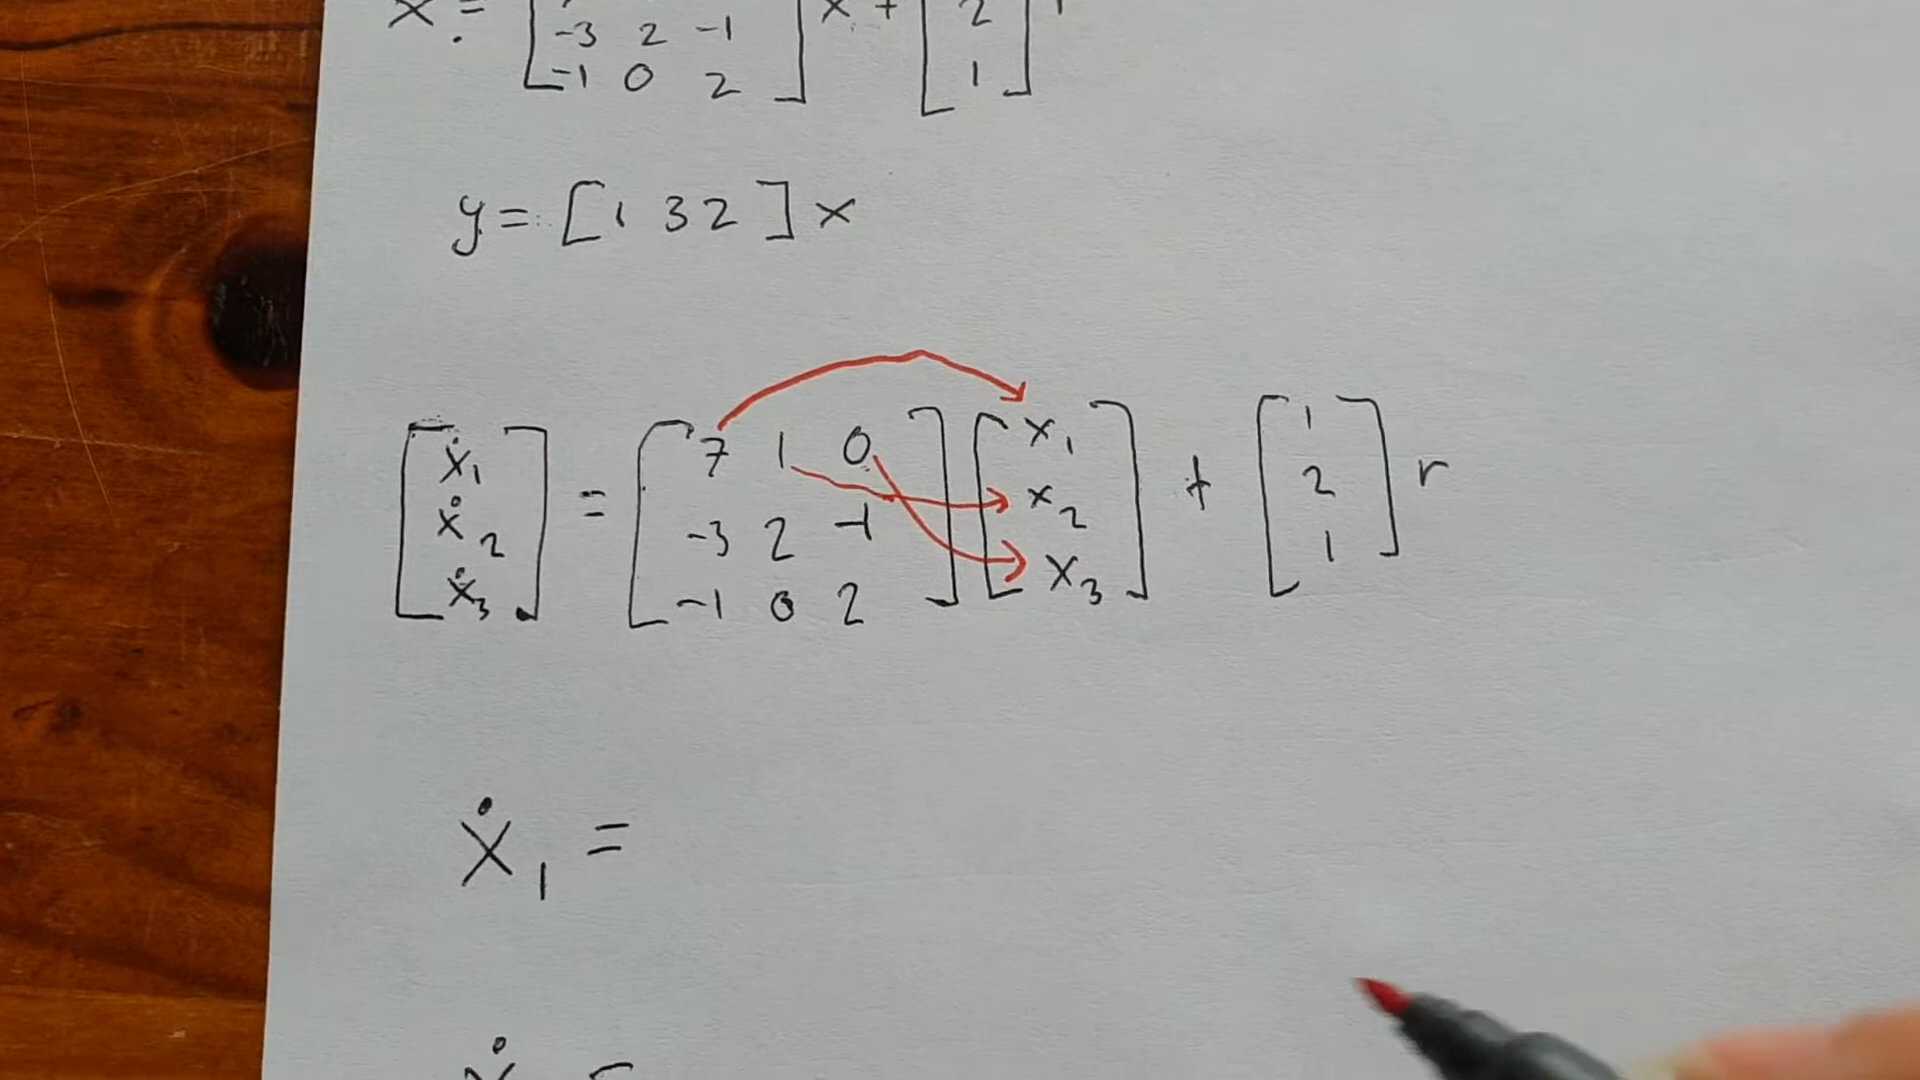 ẋ = [ ] x + [ ]
-3 2 -1 2
-1 0 2 1
y = [1 3 2] x
[ẋ₁ [7 1 0 [x₁ [1
ẋ₂ = -3 2 -1 x₂ + 2 r
ẋ₃] -1 0 2] x₃] 1]
ẋ₁ =